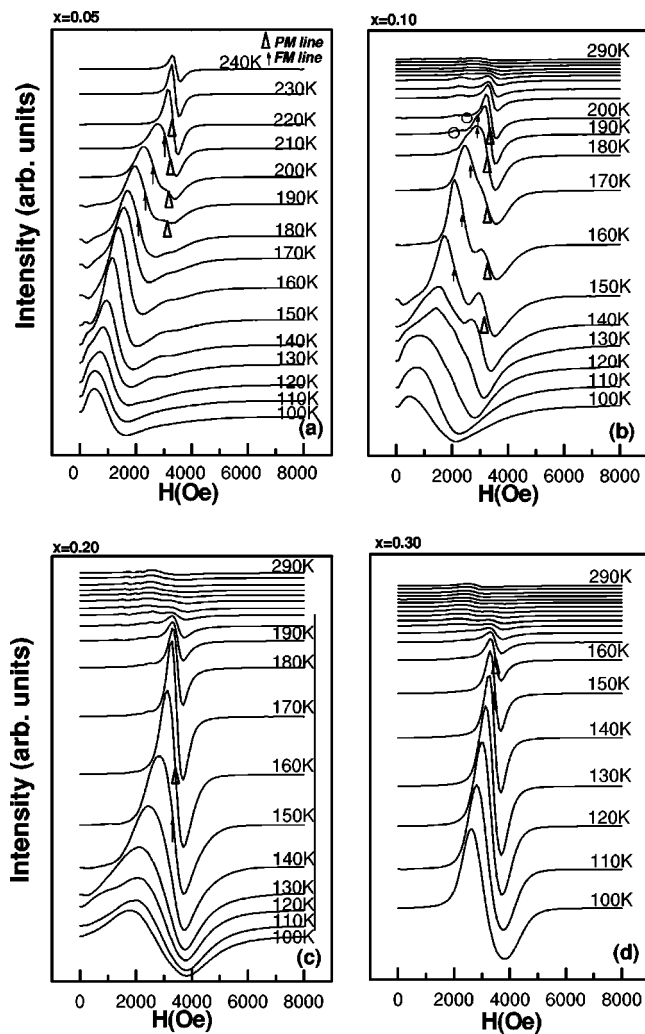 x=0.05
PM line
FM line
240K
230K
220K
210K
200K
190K
180K
170K
160K
150K
140K
130K
120K
110K
100K
(a)
0 2000 4000 6000 8000
H(Oe)
Intensity (arb. units)
x=0.10
290K
200K
190K
180K
170K
160K
150K
140K
130K
120K
110K
100K
(b)
0 2000 4000 6000 8000
H(Oe)
x=0.20
290K
190K
180K
170K
160K
150K
140K
130K
120K
110K
100K
(c)
0 2000 4000 6000 8000
H(Oe)
Intensity (arb. units)
x=0.30
290K
160K
150K
140K
130K
120K
110K
100K
(d)
0 2000 4000 6000 8000
H(Oe)